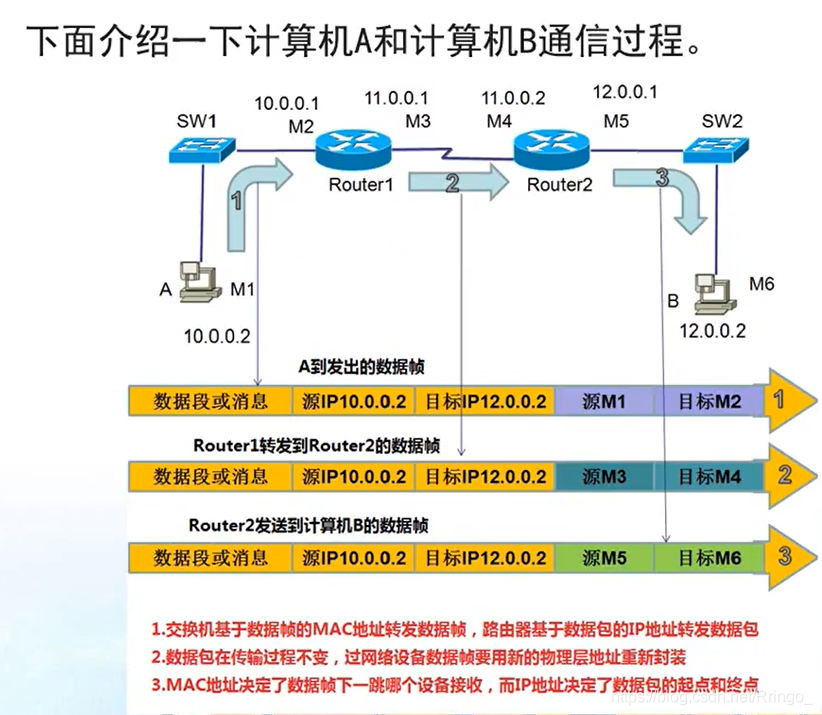 下面介绍一下计算机A和计算机B通信过程。
10.0.0.1 11.0.0.1 11.0.0.2 12.0.0.1
SW1 M2 M3 M4 M5 SW2
Router1 Router2
1 2 3
A M1 B M6
10.0.0.2 12.0.0.2
A到发出的数据帧
数据段或消息 源IP10.0.0.2 目标IP12.0.0.2 源M1 目标M2 1
Router1转发到Router2的数据帧
数据段或消息 源IP10.0.0.2 目标IP12.0.0.2 源M3 目标M4 2
Router2发送到计算机B的数据帧
数据段或消息 源IP10.0.0.2 目标IP12.0.0.2 源M5 目标M6 3
1.交换机基于数据帧的MAC地址转发数据帧，路由器基于数据包的IP地址转发数据包
2.数据包在传输过程不变，过网络设备数据帧要用新的物理层地址重新封装
3.MAC地址决定了数据帧下一跳哪个设备接收，而IP地址决定了数据包的起点和终点
https://blog.csdn.net/Rringo_